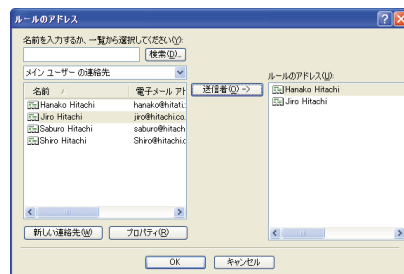 ルールのアドレス
名前を入力するか、一覧から選択してください(Y):
検索(D)...
メイン ユーザー の連絡先
ルールのアドレス(U):
名前
電子メール アド
送信者(O) ->
Hanako Hitachi
hanako@hitati.
Jiro Hitachi
jiro@hitachi.co.
Saburo Hitachi
saburo@hitach
Shiro Hitachi
Shiro@hitachi.c
Hanako Hitachi
Jiro Hitachi
新しい連絡先(W)
プロパティ(R)
OK
キャンセル